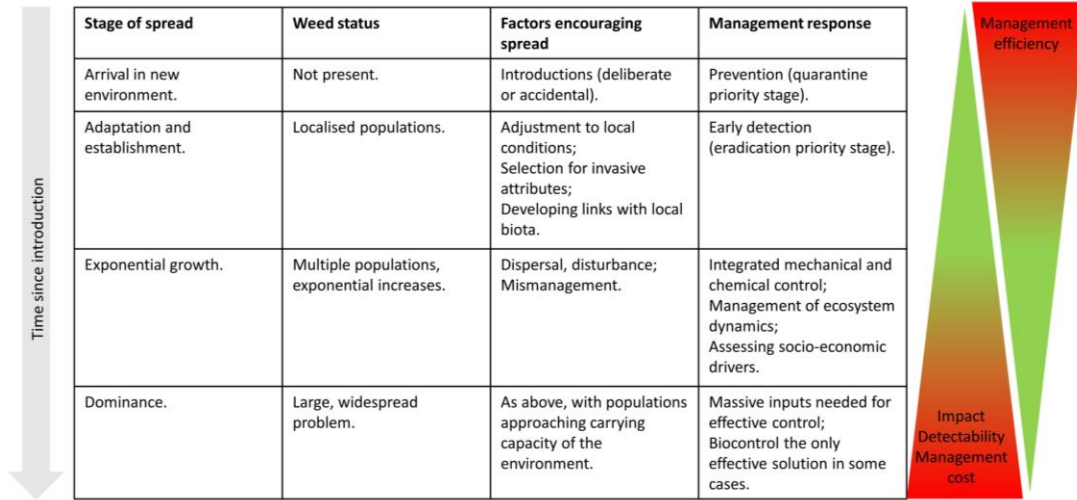 Time since introduction
Stage of spread
Weed status
Factors encouraging
spread
Management response
Arrival in new
environment.
Not present.
Introductions (deliberate
or accidental).
Prevention (quarantine
priority stage).
Adaptation and
establishment.
Localised populations.
Adjustment to local
conditions;
Selection for invasive
attributes;
Developing links with local
biota.
Early detection
(eradication priority stage).
Exponential growth.
Multiple populations,
exponential increases.
Dispersal, disturbance;
Mismanagement.
Integrated mechanical and
chemical control;
Management of ecosystem
dynamics;
Assessing socio-economic
drivers.
Dominance.
Large, widespread
problem.
As above, with populations
approaching carrying
capacity of the
environment.
Massive inputs needed for
effective control;
Biocontrol the only
effective solution in some
cases.
Management
efficiency
Impact
Detectability
Management
cost